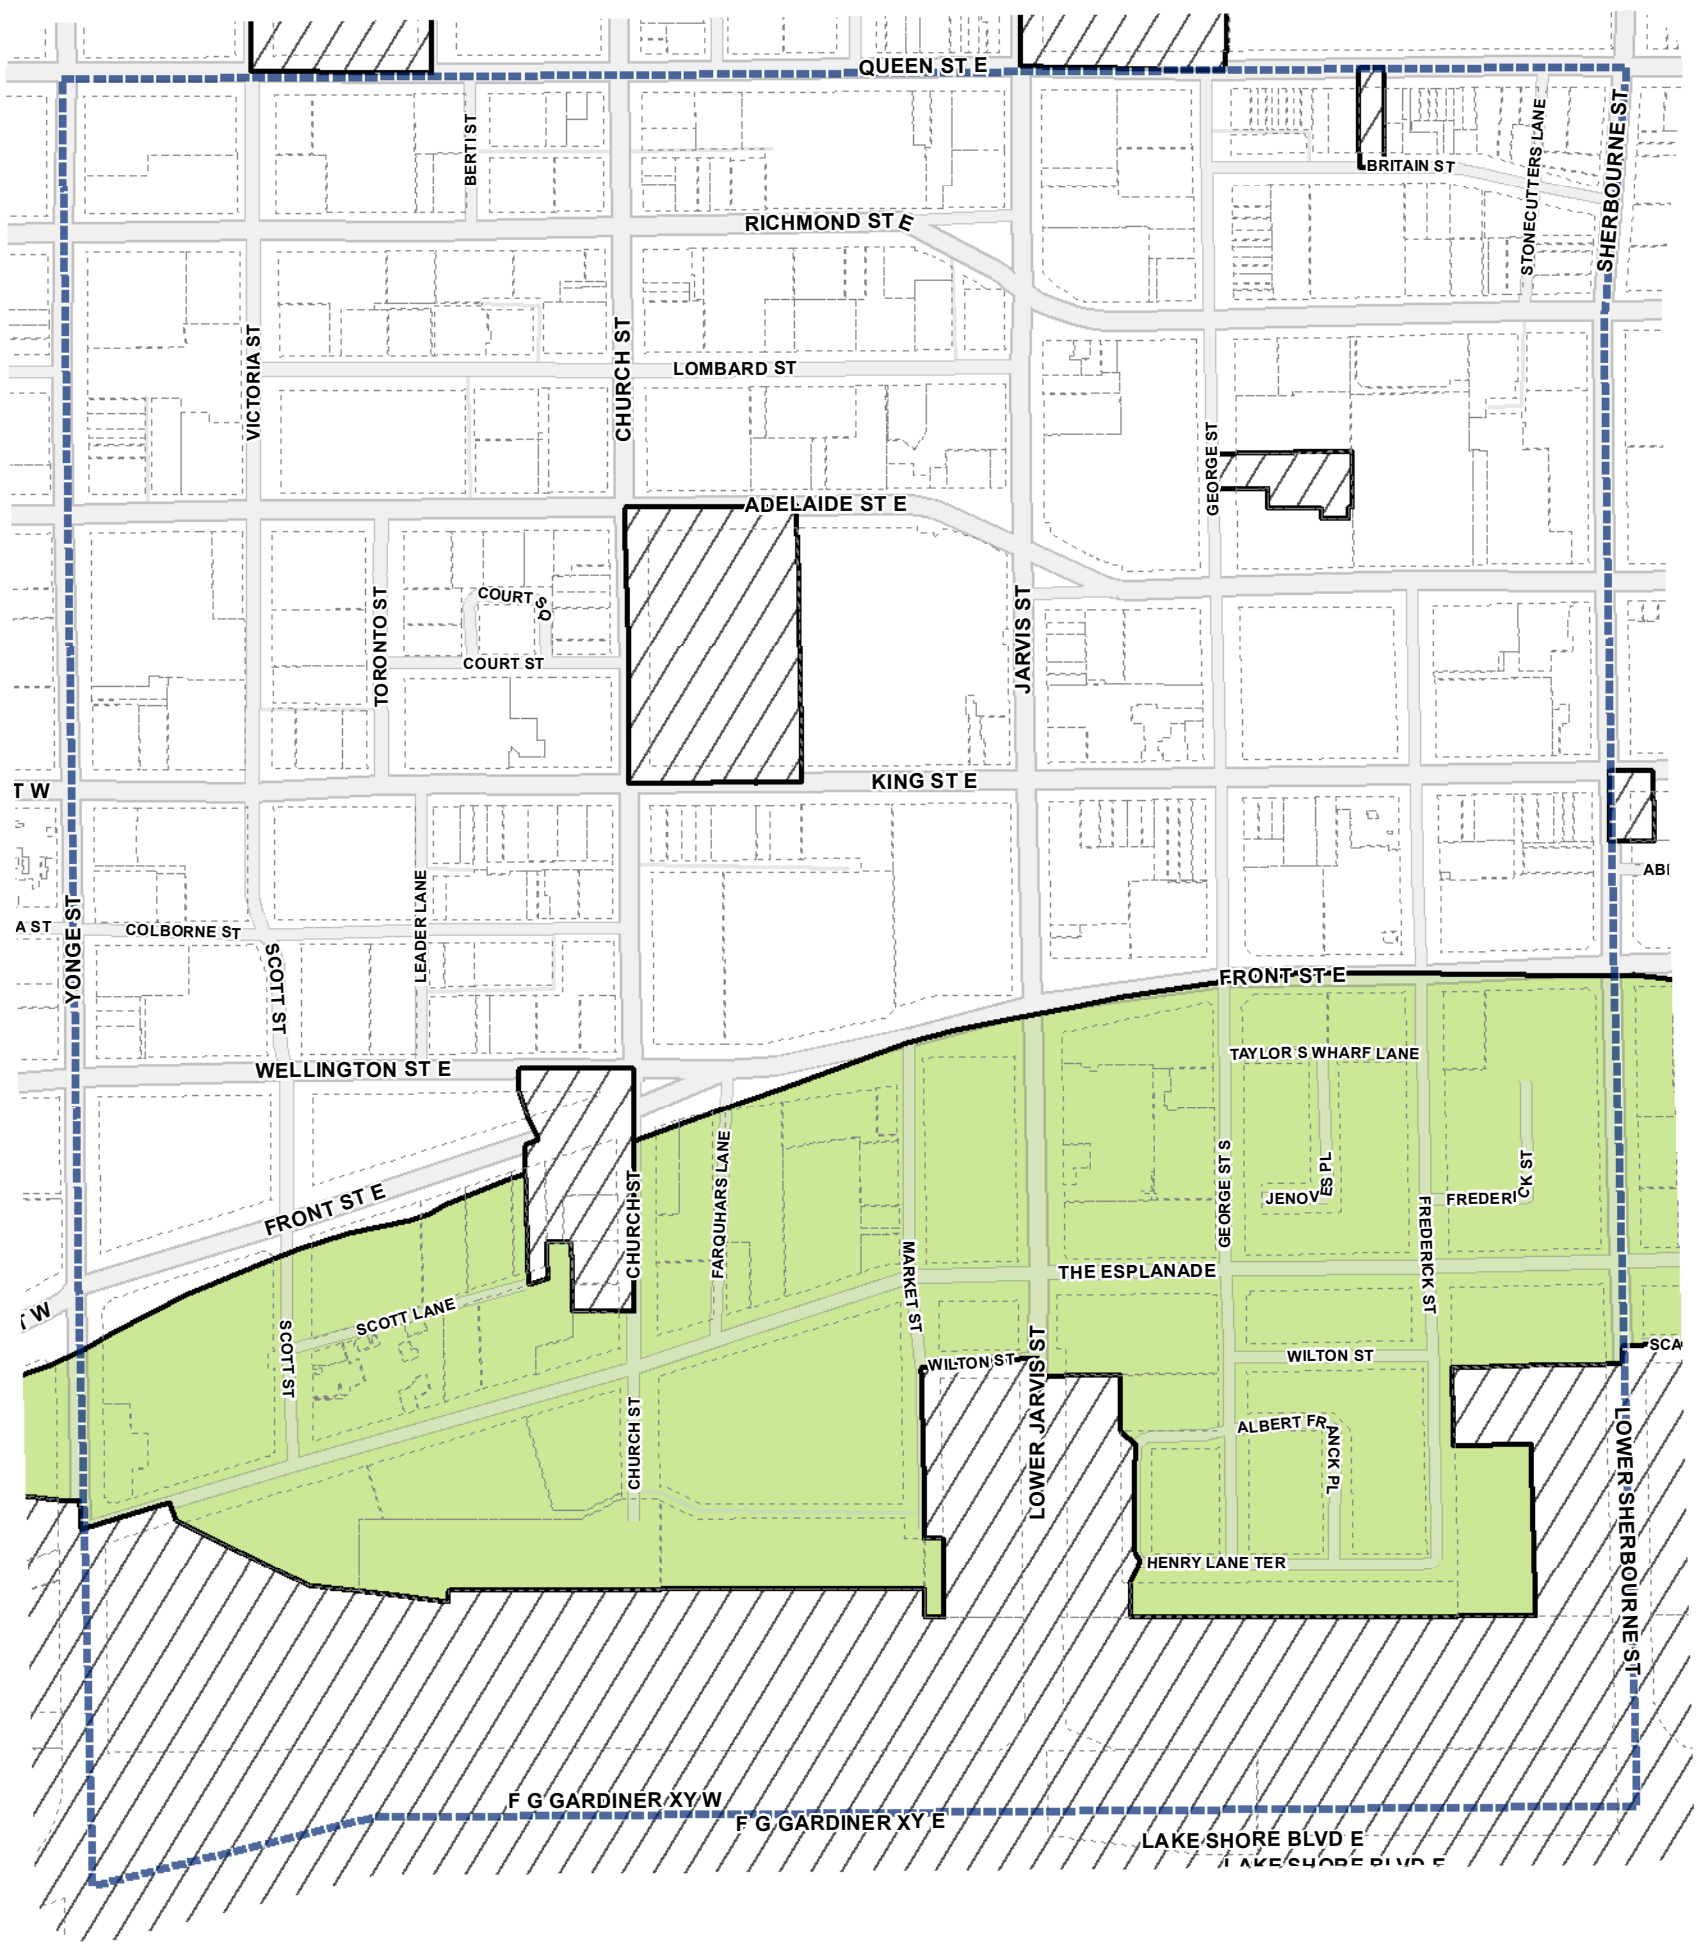 QUEEN ST E
BERTI ST
BRITAIN ST
STONECUTTERS LANE
SHERBOURNE ST
RICHMOND ST E
VICTORIA ST
CHURCH ST
LOMBARD ST
GEORGE ST
ADELAIDE ST E
TORONTO ST
COURT SQ
COURT ST
JARVIS ST
T W
KING ST E
ABI
A ST
YONGE ST
COLBORNE ST
SCOTT ST
LEADER LANE
FRONT ST E
WELLINGTON ST E
TAYLOR S WHARF LANE
FRONT ST E
CHURCH ST
FARQUHARS LANE
GEORGE ST S
JENOVES PL
FREDERICK ST
FREDERICK ST
MARKET ST
THE ESPLANADE
T W
SCOTT LANE
SCOTT ST
WILTON ST
WILTON ST
SCA
LOWER JARVIS ST
CHURCH ST
ALBERT FRANCK PL
LOWER SHERBOURNE ST
HENRY LANE TER
F G GARDINER XY W
F G GARDINER XY E
LAKE SHORE BLVD E
LAKE SHORE BLVD E